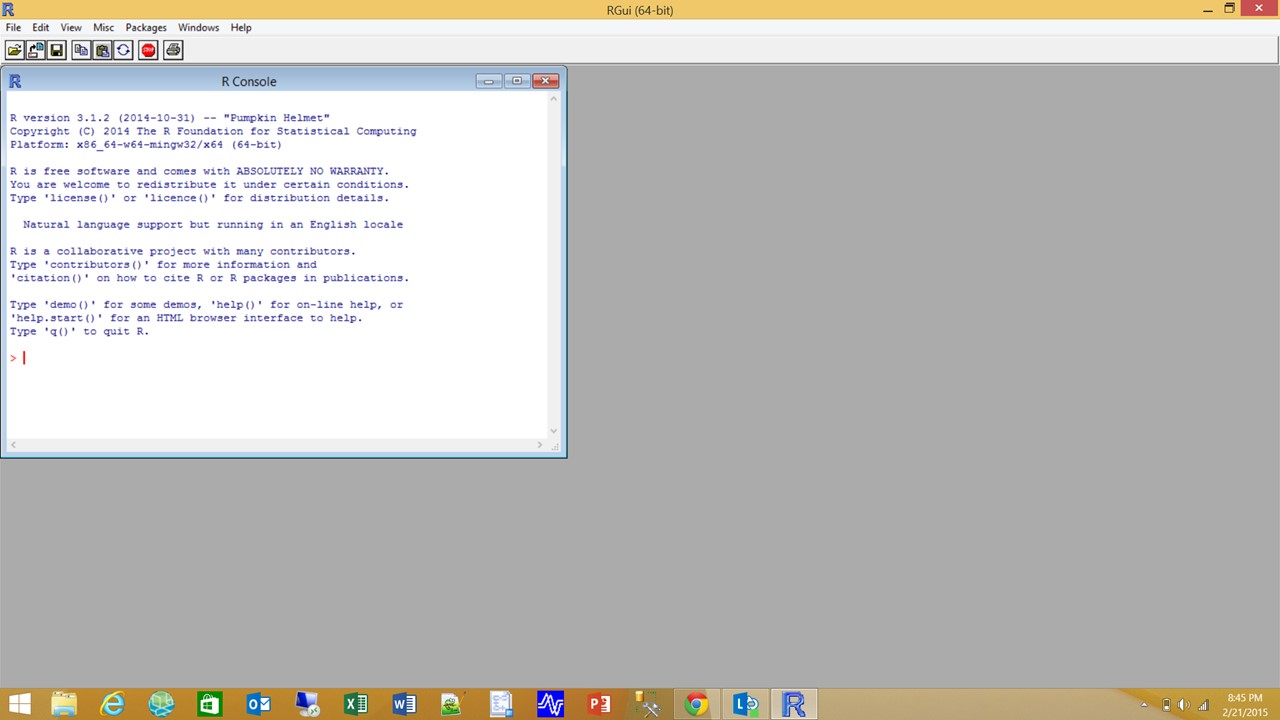 RGui (64-bit)
File Edit View Misc Packages Windows Help
STOP
R Console
R version 3.1.2 (2014-10-31) -- "Pumpkin Helmet"
Copyright (C) 2014 The R Foundation for Statistical Computing
Platform: x86_64-w64-mingw32/x64 (64-bit)
R is free software and comes with ABSOLUTELY NO WARRANTY.
You are welcome to redistribute it under certain conditions.
Type 'license()' or 'licence()' for distribution details.
Natural language support but running in an English locale
R is a collaborative project with many contributors.
Type 'contributors()' for more information and
'citation()' on how to cite R or R packages in publications.
Type 'demo()' for some demos, 'help()' for on-line help, or
'help.start()' for an HTML browser interface to help.
Type 'q()' to quit R.
>
8:45 PM
2/21/2015